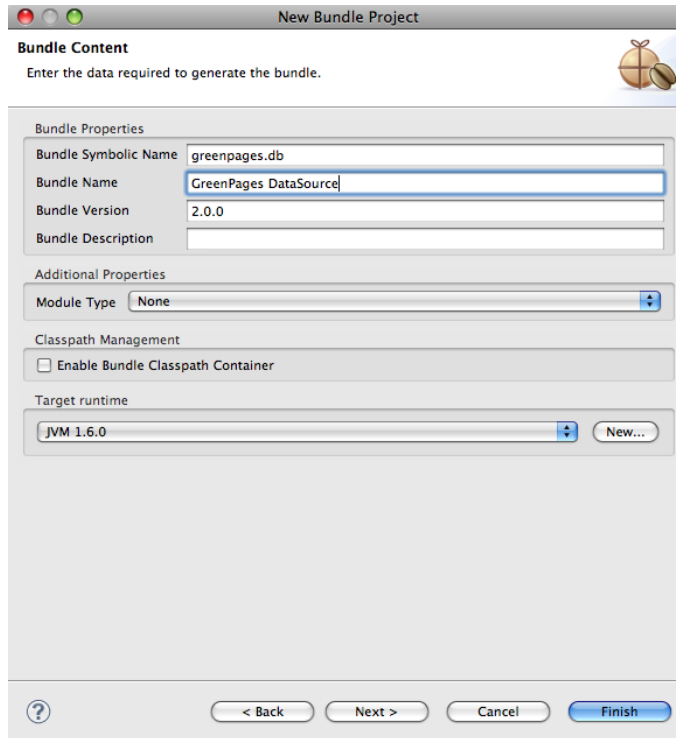 New Bundle Project
Bundle Content
Enter the data required to generate the bundle.
Bundle Properties
Bundle Symbolic Name greenpages.db
Bundle Name GreenPages DataSource
Bundle Version 2.0.0
Bundle Description
Additional Properties
Module Type None
Classpath Management
Enable Bundle Classpath Container
Target runtime
JVM 1.6.0 New...
? < Back Next > Cancel Finish